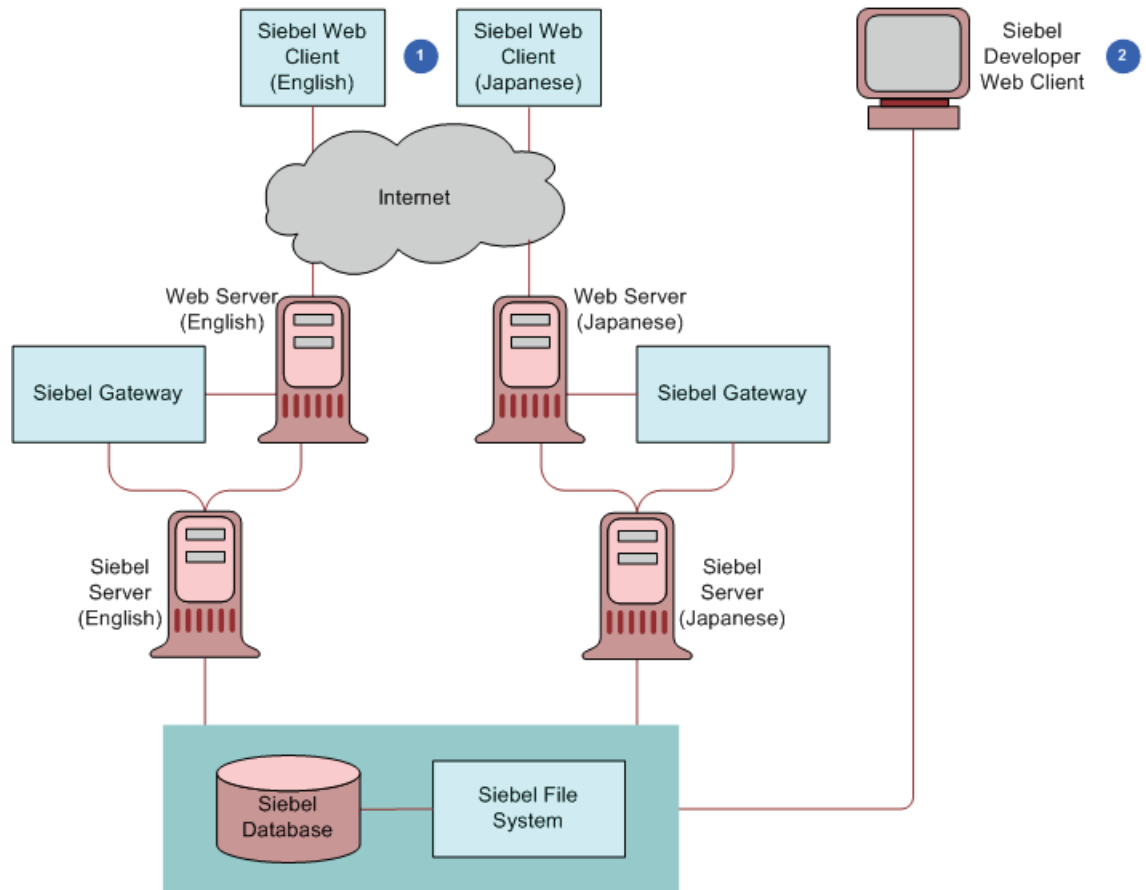 Siebel Web
Client
(English)
1
Siebel Web
Client
(Japanese)
Siebel
Developer
Web Client
2
Internet
Web Server
(English)
Web Server
(Japanese)
Siebel Gateway
Siebel Gateway
Siebel
Server
(English)
Siebel
Server
(Japanese)
Siebel
Database
Siebel File
System